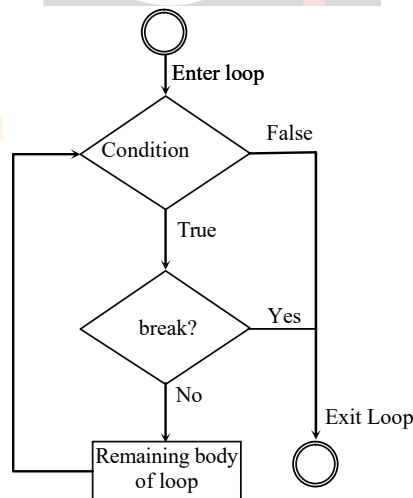 Enter loop
False
Condition
True
Yes
break?
No
Exit Loop
Remaining body
of loop